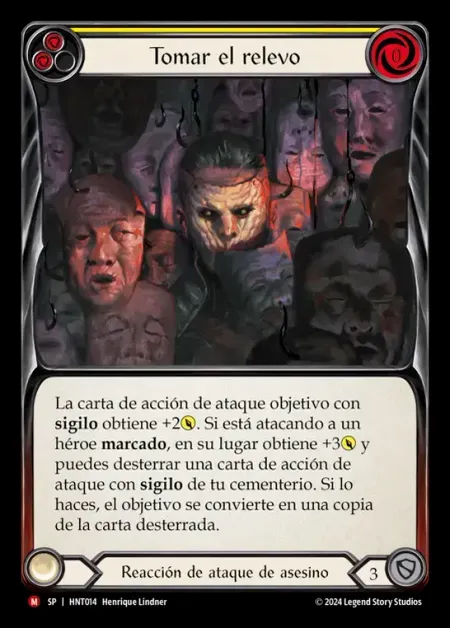 Tomar el relevo
0
La carta de acción de ataque objetivo con
sigilo obtiene +2. Si está atacando a un
héroe marcado, en su lugar obtiene +3 y
puedes desterrar una carta de acción de
ataque con sigilo de tu cementerio. Si lo
haces, el objetivo se convierte en una copia
de la carta desterrada.
Reacción de ataque de asesino
3
M SP | HNT014 Henrique Lindner
© 2024 Legend Story Studios